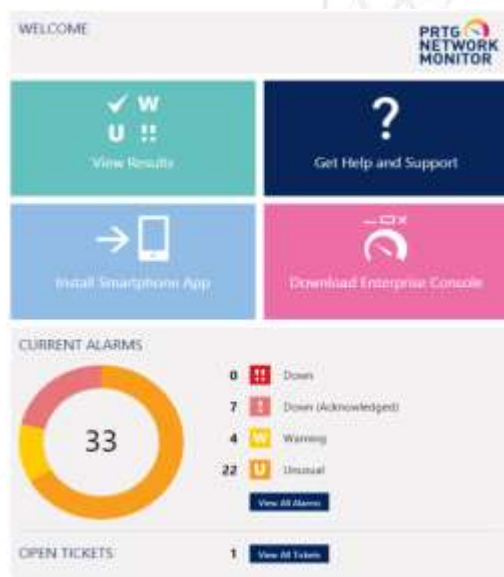 WELCOME
PRTG
NETWORK
MONITOR
✓ W
U !!
View Results
?
Get Help and Support
Install Smartphone App
Download Enterprise Console
CURRENT ALARMS
33
0 !! Down
7 ! Down (Acknowledged)
4 W Warning
22 U Unusual
View All Alarms
OPEN TICKETS 1 View All Tickets